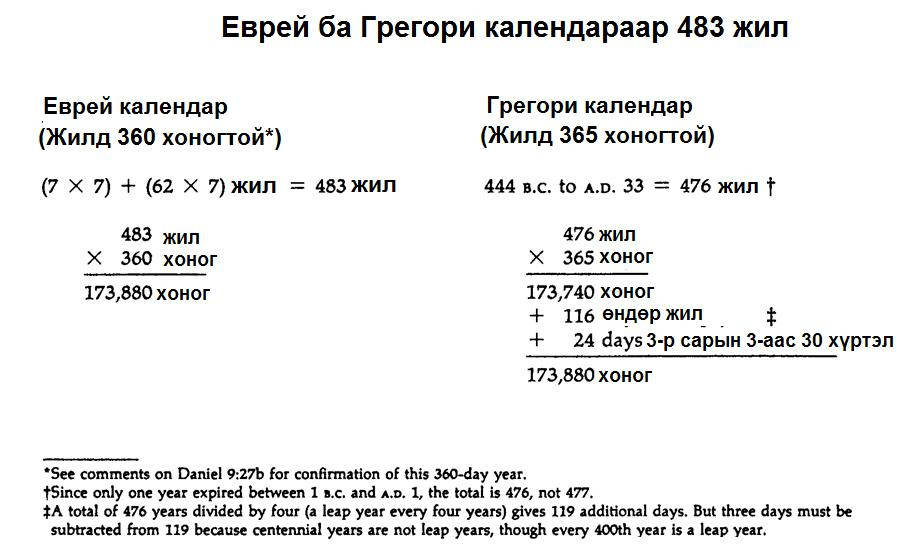 Еврей ба Грегори календараар 483 жил
Еврей календар
(Жилд 360 хоногтой*)
(7 × 7) + (62 × 7) жил = 483 жил
483 жил
× 360 хоног
173,880 хоног
Грегори календар
(Жилд 365 хоногтой)
444 B.C. to A.D. 33 = 476 жил †
476 жил
× 365 хоног
173,740 хоног
+ 116 өндөр жил ‡
+ 24 days 3-р сарын 3-аас 30 хүртэл
173,880 хоног
*See comments on Daniel 9:27b for confirmation of this 360-day year.
†Since only one year expired between 1 B.C. and A.D. 1, the total is 476, not 477.
‡A total of 476 years divided by four (a leap year every four years) gives 119 additional days. But three days must be
subtracted from 119 because centennial years are not leap years, though every 400th year is a leap year.